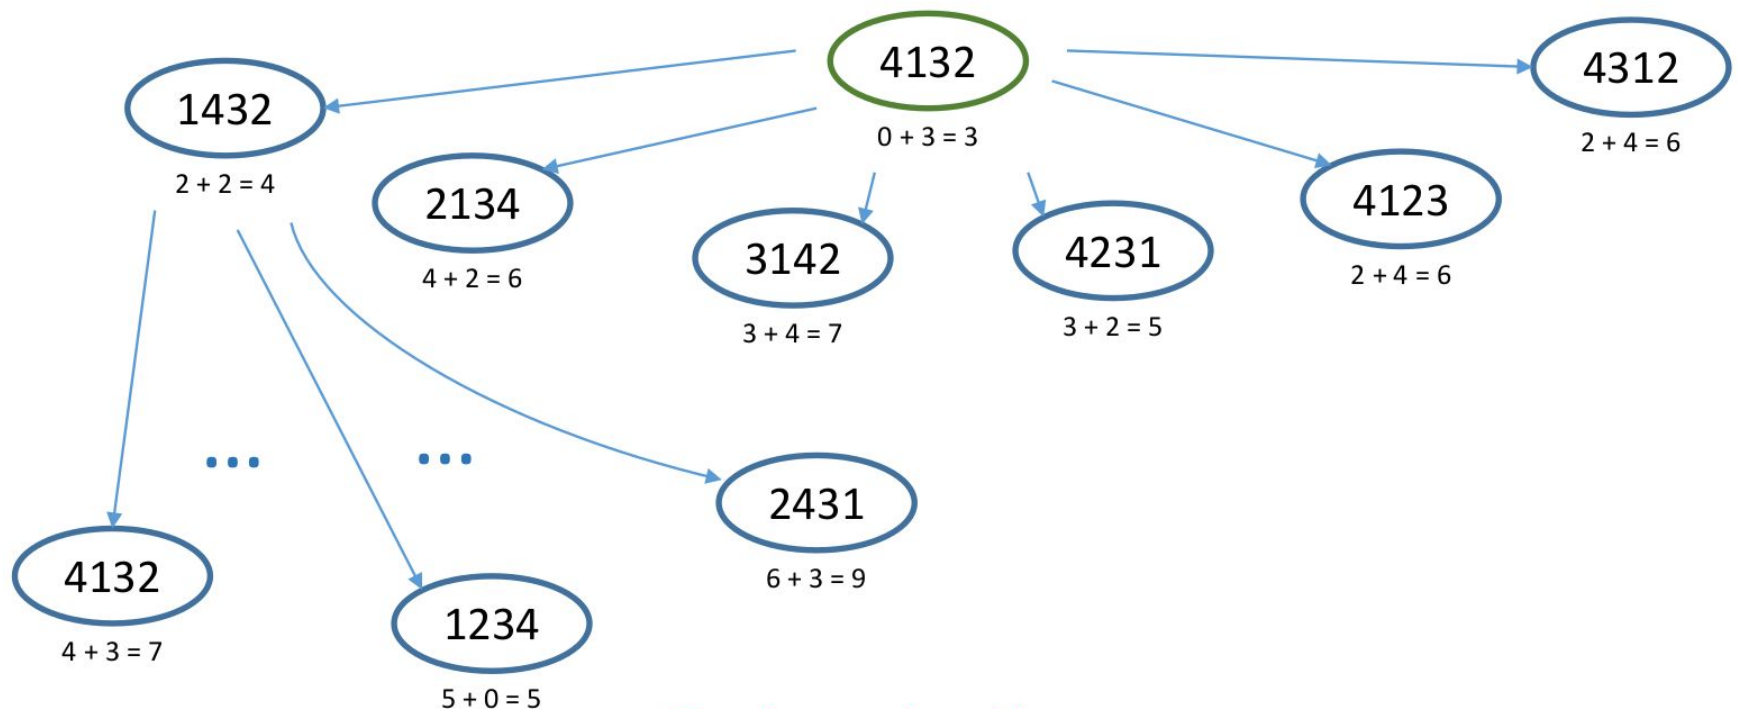 4132
0 + 3 = 3
1432
2 + 2 = 4
2134
4 + 2 = 6
3142
3 + 4 = 7
4231
3 + 2 = 5
4123
2 + 4 = 6
4312
2 + 4 = 6
...
...
4132
4 + 3 = 7
1234
5 + 0 = 5
2431
6 + 3 = 9